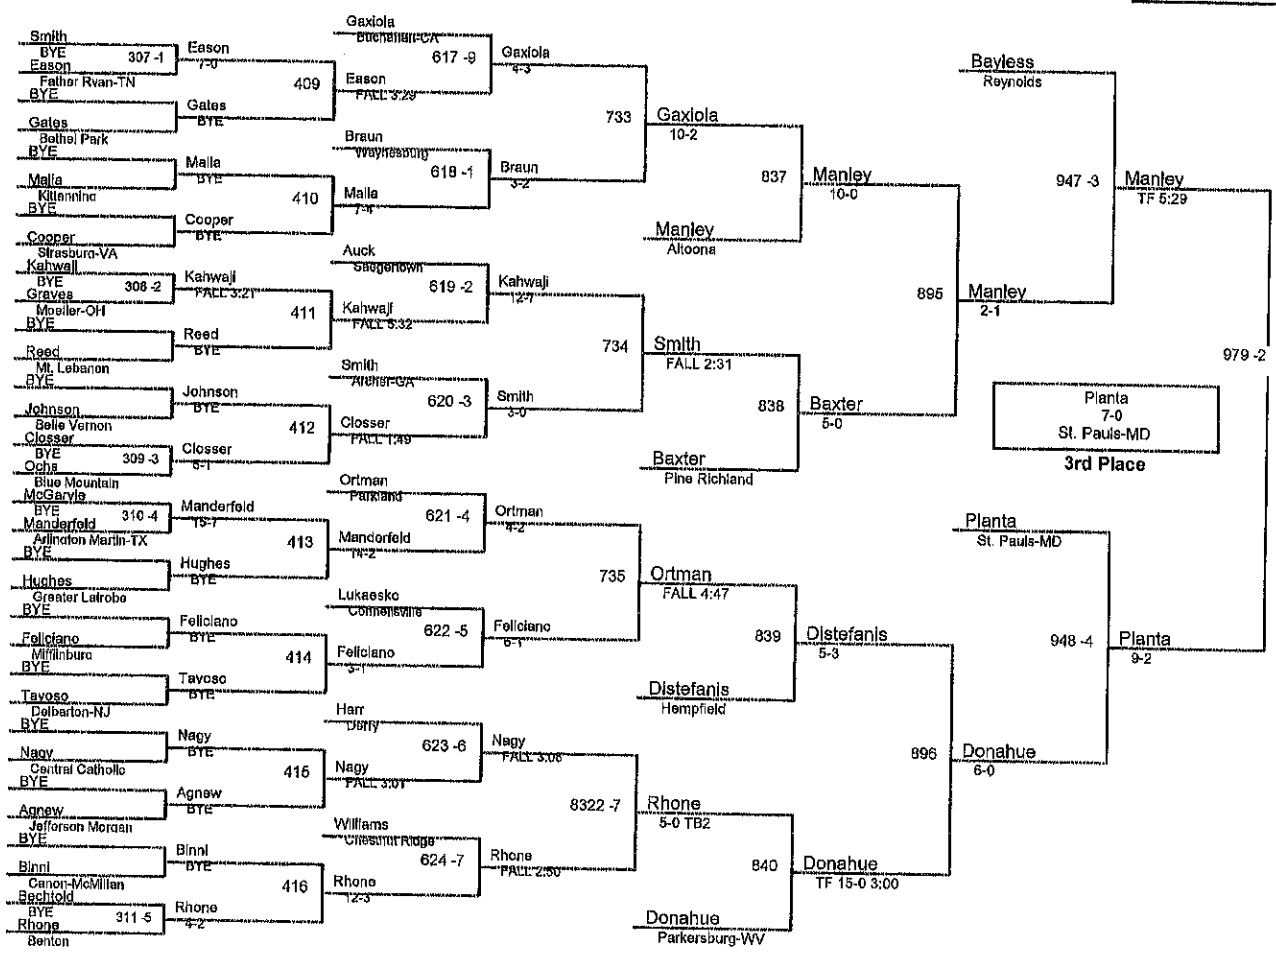 Smith
BYE
307 -1
Eason
Father Ryan-TN
BYE
Gates
Bethel Park
BYE
Malla
Kittanning
BYE
Cooper
Strasburg-VA
Kahwaji
BYE
308 -2
Graves
Moeller-OH
BYE
Reed
Mt. Lebanon
BYE
Johnson
Belle Vernon
Closser
BYE
309 -3
Ochs
Blue Mountain
McGaryle
BYE
310 -4
Manderfeld
Arlington Martin-TX
BYE
Hughes
Greater Latrobe
BYE
Feliciano
Mifflinburg
BYE
Tavoso
Delbarton-NJ
BYE
Nagy
Central Catholic
BYE
Agnew
Jefferson Morgan
BYE
Binni
Canon-McMillan
Bechtold
BYE
311 -5
Rhone
Benton
Eason
7-0
409
Gates
BYE
Malla
BYE
410
Cooper
BYE
Kahwaji
FALL 3:21
411
Reed
BYE
Johnson
BYE
412
Closser
6-1
Manderfeld
15-7
413
Hughes
BYE
Feliciano
BYE
414
Tavoso
BYE
Nagy
BYE
415
Agnew
BYE
Binni
BYE
416
Rhone
4-2
Gaxiola
Buchanan-CA
617 -9
Eason
FALL 3:29
Braun
Waynesburg
618 -1
Malla
7-4
Auck
Saegertown
619 -2
Kahwaji
FALL 5:32
Smith
Archer-GA
620 -3
Closser
FALL 1:49
Ortman
Parkland
621 -4
Manderfeld
14-2
Lukaesko
Connellsville
622 -5
Feliciano
3-1
Harr
Derry
623 -6
Nagy
FALL 3:01
Williams
Chestnut Ridge
624 -7
Rhone
12-3
Gaxiola
4-3
733
Braun
3-2
Kahwaji
12-7
734
Smith
3-0
Ortman
4-2
735
Feliciano
6-1
Nagy
FALL 3:08
8322 -7
Rhone
FALL 2:50
Gaxiola
10-2
837
Manley
Altoona
Smith
FALL 2:31
838
Baxter
Pine Richland
Ortman
FALL 4:47
839
Distefanis
Hempfield
Rhone
5-0 TB2
840
Donahue
Parkersburg-WV
Manley
10-0
895
Baxter
5-0
Distefanis
5-3
896
Donahue
TF 15-0 3:00
Bayless
Reynolds
947 -3
Manley
2-1
Planta
St. Pauls-MD
948 -4
Donahue
6-0
Manley
TF 5:29
979 -2
Planta
9-2
Planta
7-0
St. Pauls-MD
3rd Place